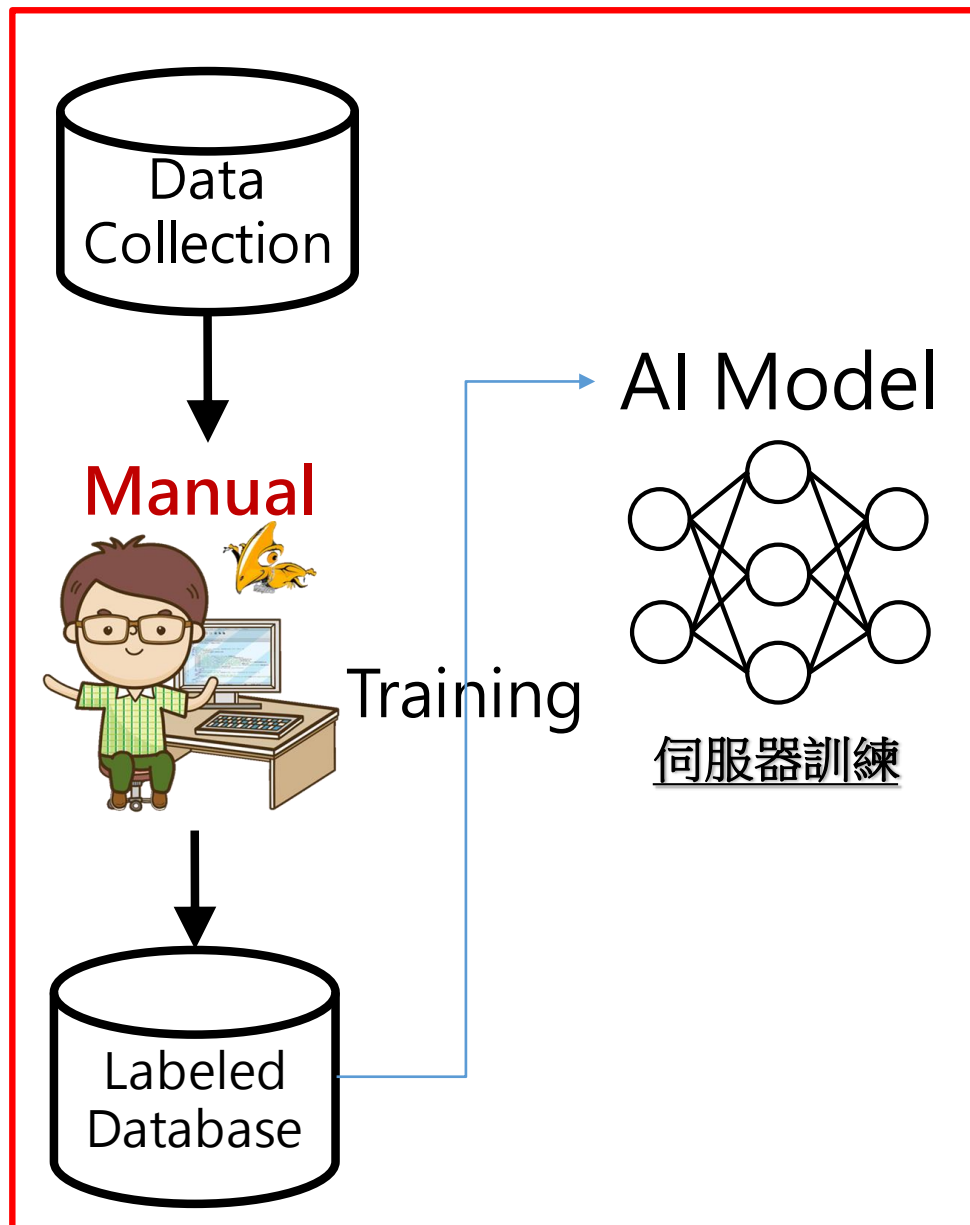 Data
Collection
Manual
Training
Labeled
Database
AI Model
伺服器訓練